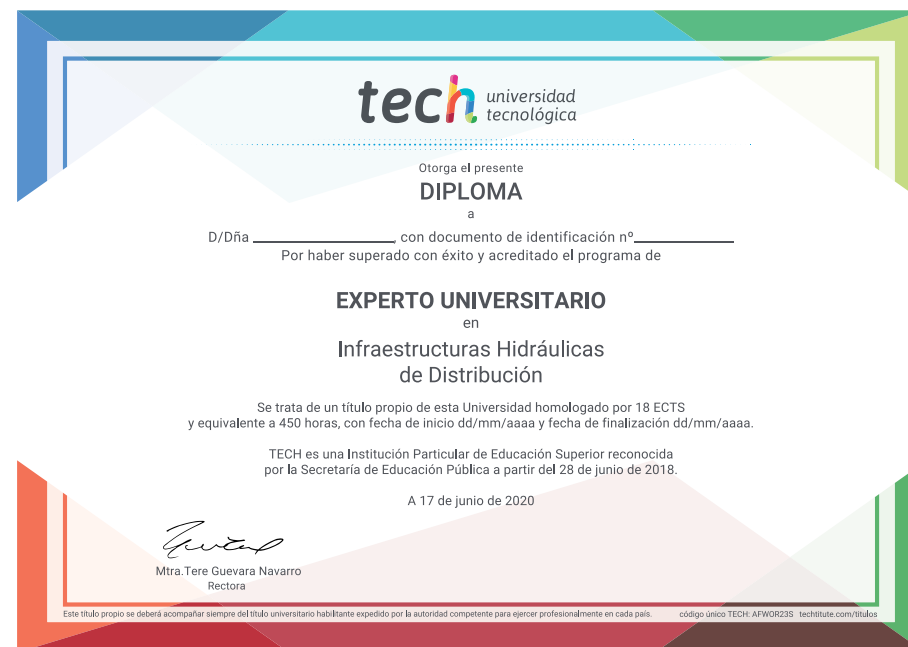 tech universidad
tecnológica
Otorga el presente
DIPLOMA
a
D/Dña ____________________, con documento de identificación nº______________
Por haber superado con éxito y acreditado el programa de
EXPERTO UNIVERSITARIO
en
Infraestructuras Hidráulicas
de Distribución
Se trata de un título propio de esta Universidad homologado por 18 ECTS
y equivalente a 450 horas, con fecha de inicio dd/mm/aaaa y fecha de finalización dd/mm/aaaa.
TECH es una Institución Particular de Educación Superior reconocida
por la Secretaría de Educación Pública a partir del 28 de junio de 2018.
A 17 de junio de 2020
Mtra.Tere Guevara Navarro
Rectora
Este título propio se deberá acompañar siempre del título universitario habilitante expedido por la autoridad competente para ejercer profesionalmente en cada país. código único TECH: AFWOR23S techtitute.com/titulos